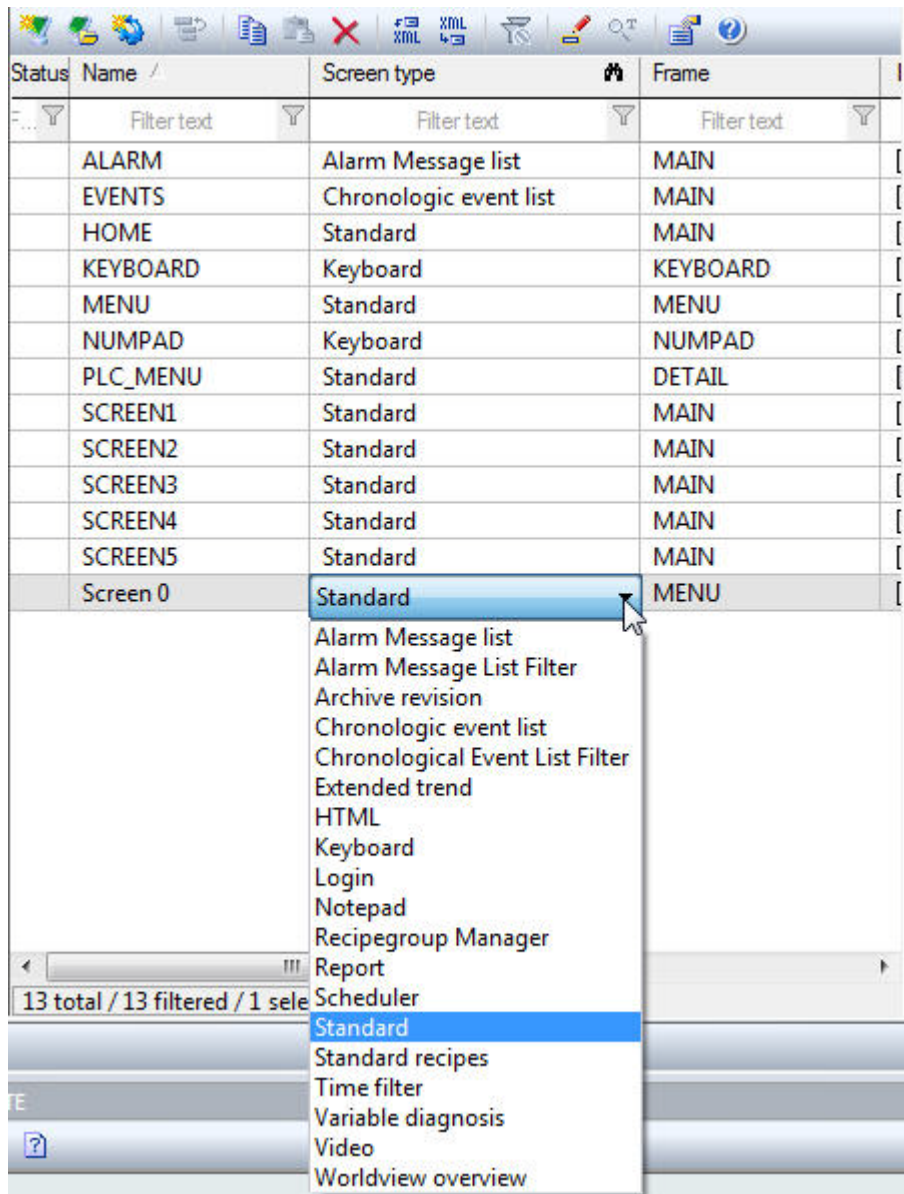 XML XML
Status Name Screen type Frame
F... Filter text Filter text Filter text
ALARM Alarm Message list MAIN [
EVENTS Chronologic event list MAIN [
HOME Standard MAIN [
KEYBOARD Keyboard KEYBOARD [
MENU Standard MENU [
NUMPAD Keyboard NUMPAD [
PLC_MENU Standard DETAIL [
SCREEN1 Standard MAIN [
SCREEN2 Standard MAIN [
SCREEN3 Standard MAIN [
SCREEN4 Standard MAIN [
SCREEN5 Standard MAIN [
Screen 0 Standard MENU [
Alarm Message list
Alarm Message List Filter
Archive revision
Chronologic event list
Chronological Event List Filter
Extended trend
HTML
Keyboard
Login
Notepad
Recipegroup Manager
Report
13 total / 13 filtered / 1 sele Scheduler
Standard
Standard recipes
TE Time filter
Variable diagnosis
Video
Worldview overview